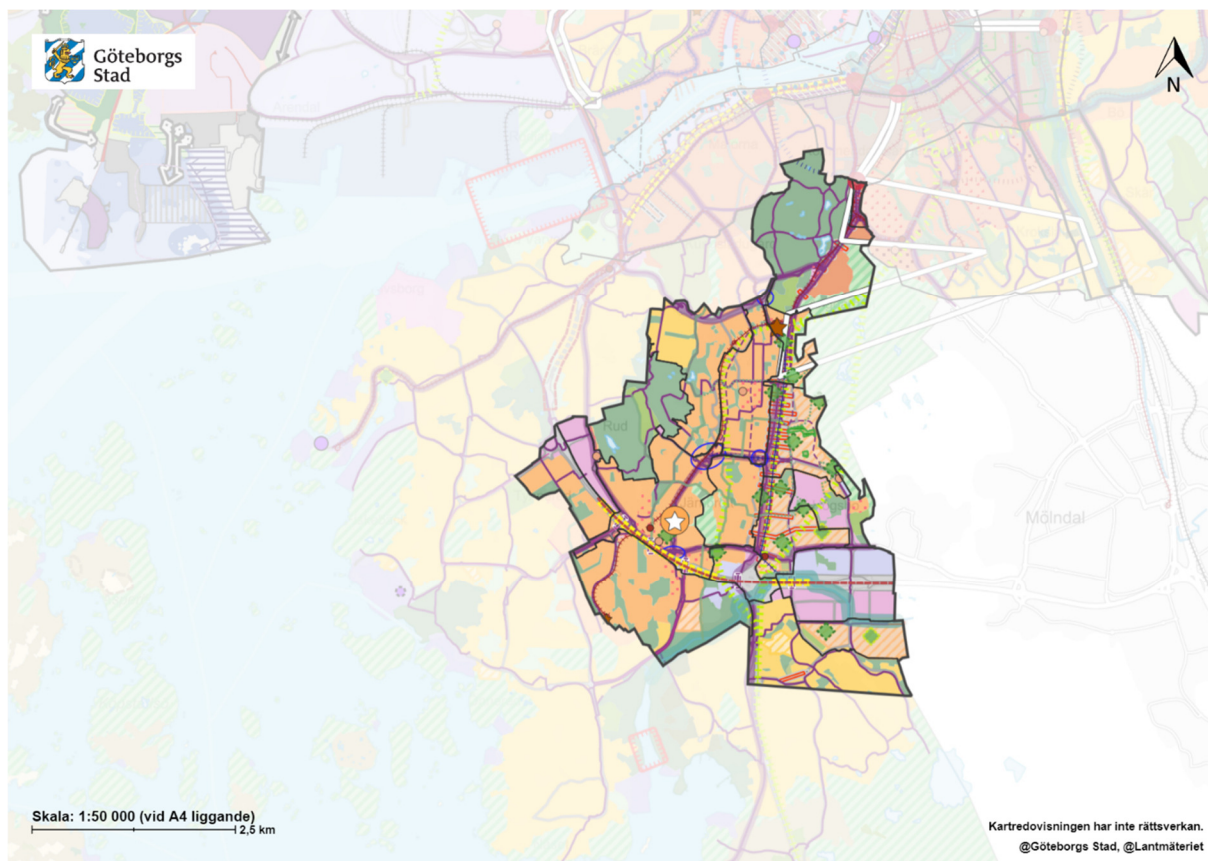 Göteborgs
Stad
N
Arendal
Rud
Mölndal
Skala: 1:50 000 (vid A4 liggande)
2,5 km
Kartredovisningen har inte rättsverkan.
@Göteborgs Stad, @Lantmäteriet